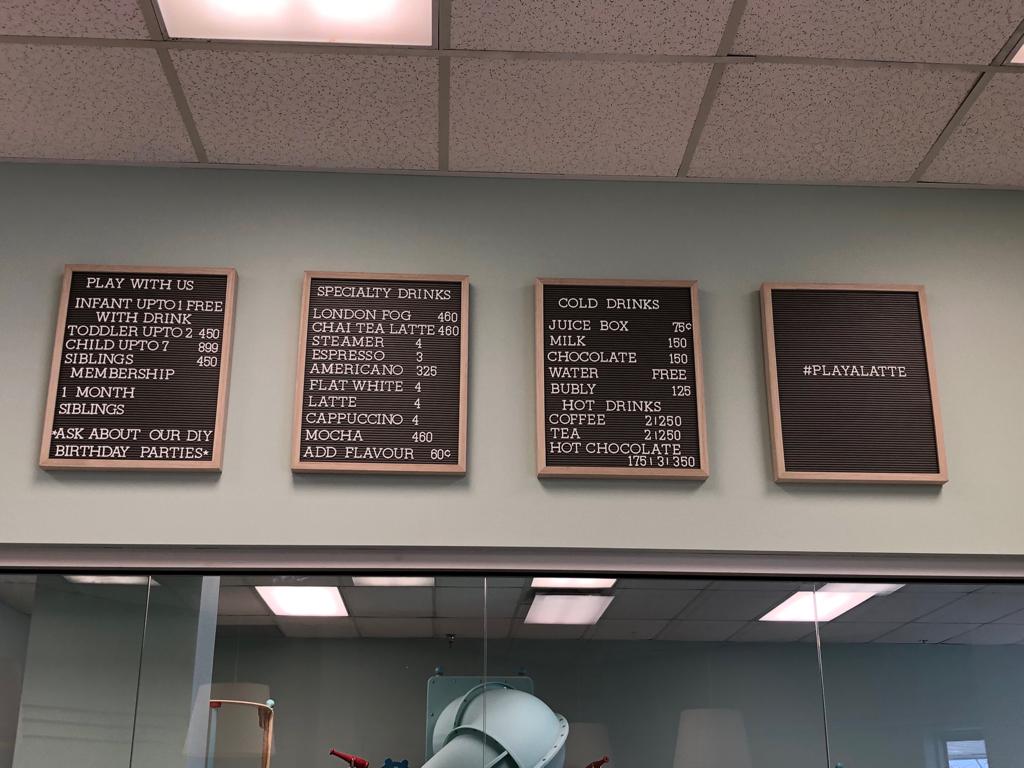 PLAY WITH US
INFANT UPTO 1 FREE
WITH DRINK
TODDLER UPTO 2 450
CHILD UPTO 7 899
SIBLINGS 450
MEMBERSHIP
1 MONTH
SIBLINGS
*ASK ABOUT OUR DIY
BIRTHDAY PARTIES*
SPECIALTY DRINKS
LONDON FOG 460
CHAI TEA LATTE 460
STEAMER 4
ESPRESSO 3
AMERICANO 325
FLAT WHITE 4
LATTE 4
CAPPUCCINO 4
MOCHA 460
ADD FLAVOUR 60¢
COLD DRINKS
JUICE BOX 75¢
MILK 150
CHOCOLATE 150
WATER FREE
BUBLY 125
HOT DRINKS
COFFEE 2|250
TEA 2|250
HOT CHOCOLATE
175|3|350
#PLAYALATTE